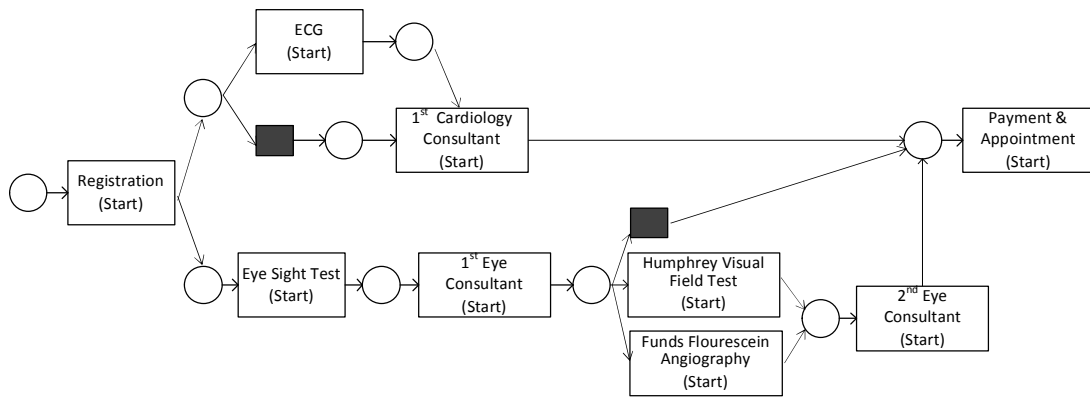 ECG
(Start)
1st Cardiology
Consultant
(Start)
Payment &
Appointment
(Start)
Registration
(Start)
Eye Sight Test
(Start)
1st Eye
Consultant
(Start)
Humphrey Visual
Field Test
(Start)
2nd Eye
Consultant
(Start)
Funds Flourescein
Angiography
(Start)